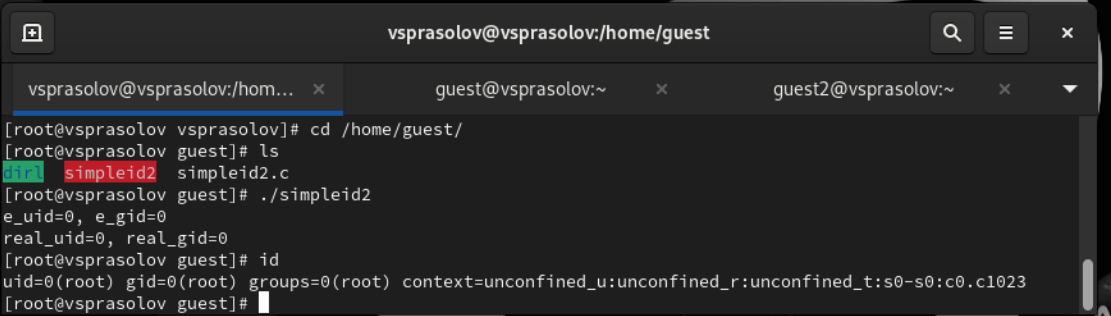 vsprasolov@vsprasolov:/home/guest
vsprasolov@vsprasolov:/hom... guest@vsprasolov:~ guest2@vsprasolov:~
[root@vsprasolov vsprasolov]# cd /home/guest/
[root@vsprasolov guest]# ls
dirl simpleid2 simpleid2.c
[root@vsprasolov guest]# ./simpleid2
e_uid=0, e_gid=0
real_uid=0, real_gid=0
[root@vsprasolov guest]# id
uid=0(root) gid=0(root) groups=0(root) context=unconfined_u:unconfined_r:unconfined_t:s0-s0:c0.c1023
[root@vsprasolov guest]#